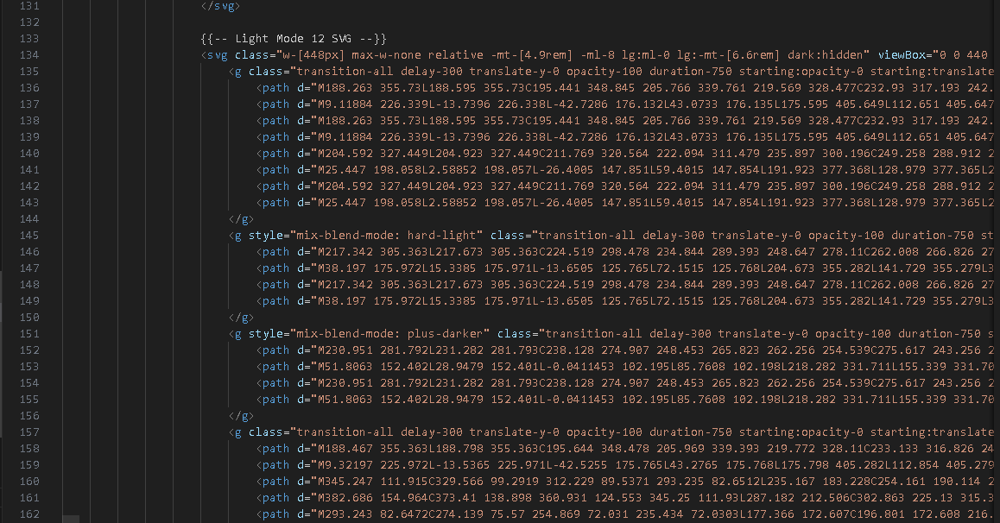 131 </svg>
132
133 {{-- Light Mode 12 SVG --}}
134 <svg class="w-[448px] max-w-none relative -mt-[4.9rem] -ml-8 lg:ml-0 lg:-mt-[6.6rem] dark:hidden" viewBox="0 0 440
135 <g class="transition-all delay-300 translate-y-0 opacity-100 duration-750 starting:opacity-0 starting:translate
136 <path d="M188.263 355.73L188.595 355.73C195.441 348.845 205.766 339.761 219.569 328.477C232.93 317.193 242.
137 <path d="M9.11884 226.339L-13.7396 226.338L-42.7286 176.132L43.0733 176.135L175.595 405.649L112.651 405.647
138 <path d="M188.263 355.73L188.595 355.73C195.441 348.845 205.766 339.761 219.569 328.477C232.93 317.193 242.
139 <path d="M9.11884 226.339L-13.7396 226.338L-42.7286 176.132L43.0733 176.135L175.595 405.649L112.651 405.647
140 <path d="M204.592 327.449L204.923 327.449C211.769 320.564 222.094 311.479 235.897 300.196C249.258 288.912 2
141 <path d="M25.447 198.058L2.58852 198.057L-26.4005 147.851L59.4015 147.854L191.923 377.368L128.979 377.365L2
142 <path d="M204.592 327.449L204.923 327.449C211.769 320.564 222.094 311.479 235.897 300.196C249.258 288.912 2
143 <path d="M25.447 198.058L2.58852 198.057L-26.4005 147.851L59.4015 147.854L191.923 377.368L128.979 377.365L2
144 </g>
145 <g style="mix-blend-mode: hard-light" class="transition-all delay-300 translate-y-0 opacity-100 duration-750 st
146 <path d="M217.342 305.363L217.673 305.363C224.519 298.478 234.844 289.393 248.647 278.11C262.008 266.826 27
147 <path d="M38.197 175.972L15.3385 175.971L-13.6505 125.765L72.1515 125.768L204.673 355.282L141.729 355.279L3
148 <path d="M217.342 305.363L217.673 305.363C224.519 298.478 234.844 289.393 248.647 278.11C262.008 266.826 27
149 <path d="M38.197 175.972L15.3385 175.971L-13.6505 125.765L72.1515 125.768L204.673 355.282L141.729 355.279L3
150 </g>
151 <g style="mix-blend-mode: plus-darker" class="transition-all delay-300 translate-y-0 opacity-100 duration-750 s
152 <path d="M230.951 281.792L231.282 281.793C238.128 274.907 248.453 265.823 262.256 254.539C275.617 243.256 2
153 <path d="M51.8063 152.402L28.9479 152.401L-0.0411453 102.195L85.7608 102.198L218.282 331.711L155.339 331.70
154 <path d="M230.951 281.792L231.282 281.793C238.128 274.907 248.453 265.823 262.256 254.539C275.617 243.256 2
155 <path d="M51.8063 152.402L28.9479 152.401L-0.0411453 102.195L85.7608 102.198L218.282 331.711L155.339 331.70
156 </g>
157 <g class="transition-all delay-300 translate-y-0 opacity-100 duration-750 starting:opacity-0 starting:translate
158 <path d="M188.467 355.363L188.798 355.363C195.644 348.478 205.969 339.393 219.772 328.11C233.133 316.826 24
159 <path d="M9.32197 225.972L-13.5365 225.971L-42.5255 175.765L43.2765 175.768L175.798 405.282L112.854 405.279
160 <path d="M345.247 111.915C329.566 99.2919 312.229 89.5371 293.235 82.6512L235.167 183.228C254.161 190.114 2
161 <path d="M382.686 154.964C373.41 138.898 360.931 124.553 345.25 111.93L287.182 212.506C302.863 225.13 315.3
162 <path d="M293.243 82.6472C274.139 75.57 254.869 72.031 235.434 72.0303L177.366 172.607C196.801 172.608 216.